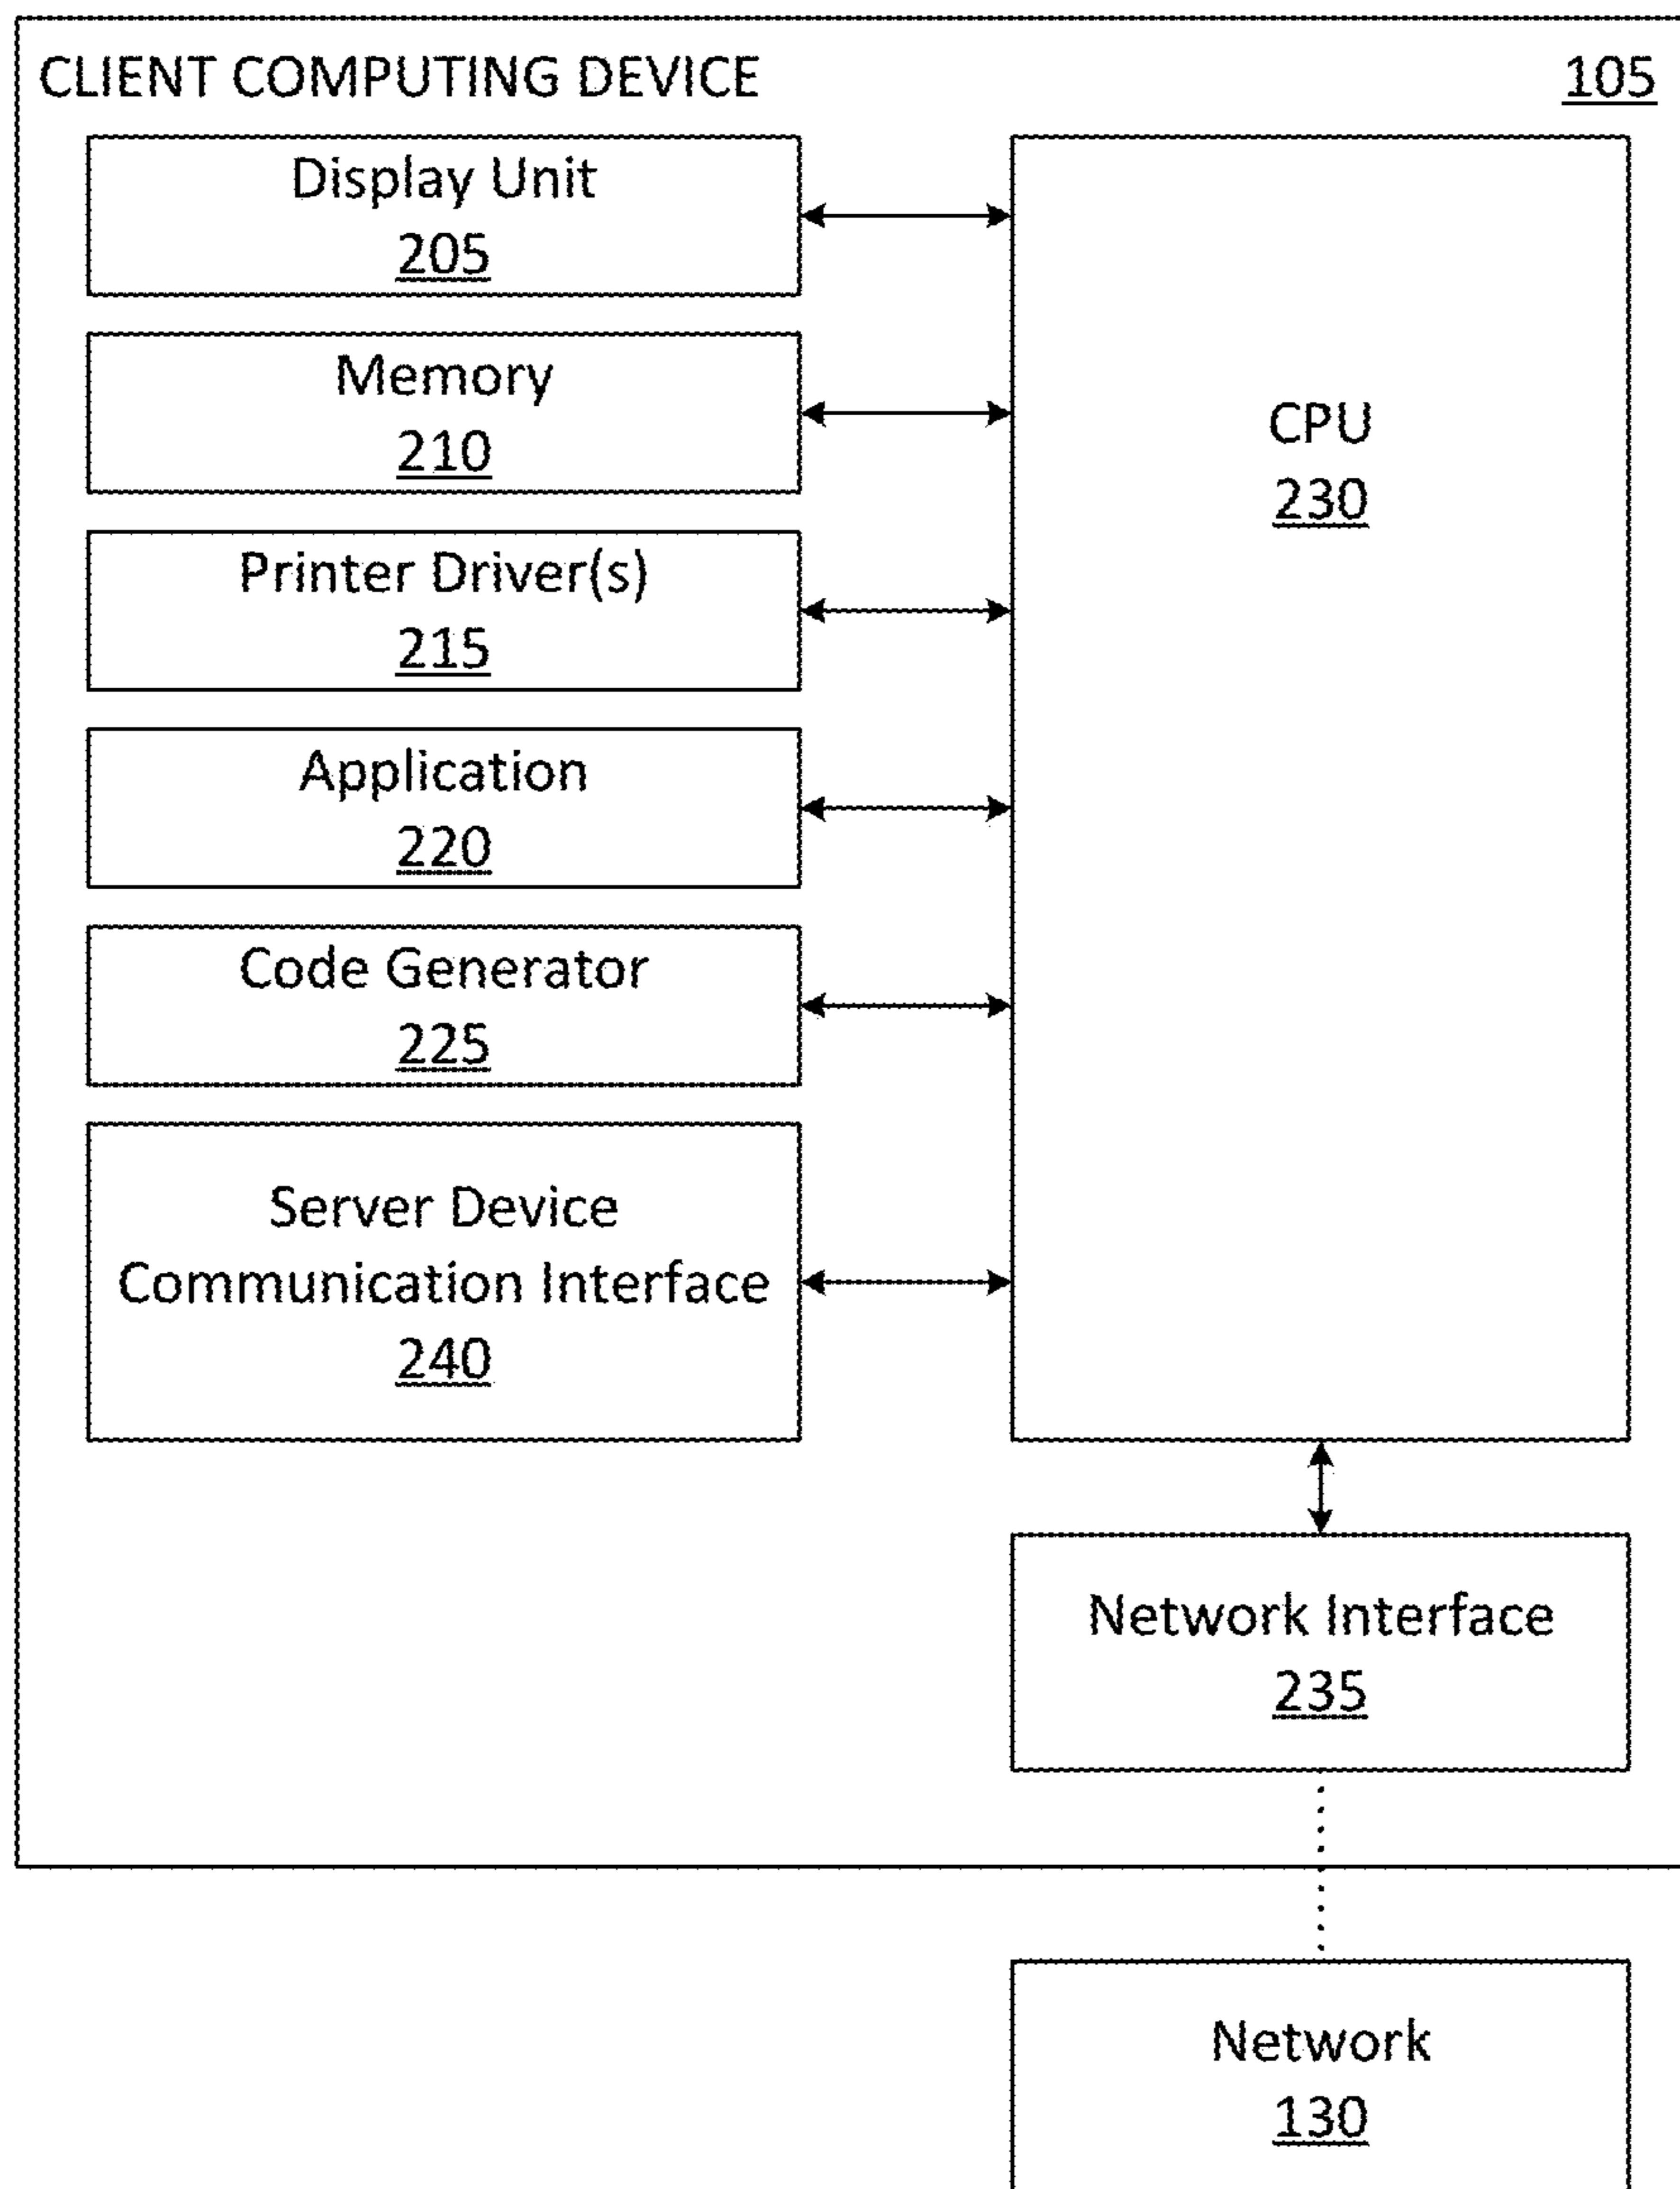 CLIENT COMPUTING DEVICE 105
Display Unit
205
Memory
210
Printer Driver(s)
215
Application
220
Code Generator
225
Server Device
Communication Interface
240
CPU
230
Network Interface
235
Network
130